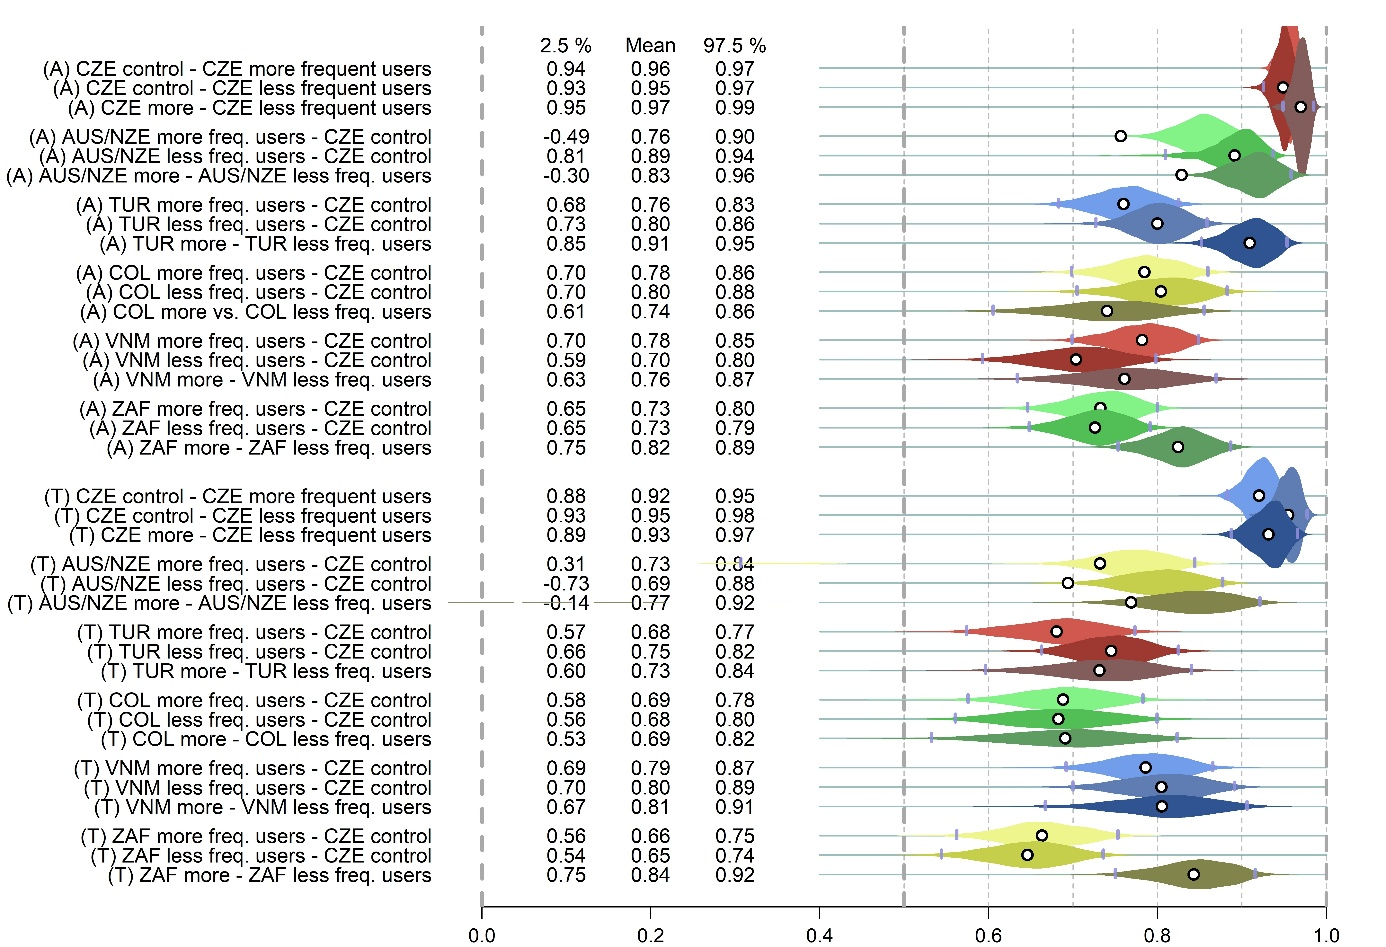 2.5 % Mean 97.5 %
(A) CZE control - CZE more frequent users 0.94 0.96 0.97
(A) CZE control - CZE less frequent users 0.93 0.95 0.97
(A) CZE more - CZE less frequent users 0.95 0.97 0.99
(A) AUS/NZE more freq. users - CZE control -0.49 0.76 0.90
(A) AUS/NZE less freq. users - CZE control 0.81 0.89 0.94
(A) AUS/NZE more - AUS/NZE less freq. users -0.30 0.83 0.96
(A) TUR more freq. users - CZE control 0.68 0.76 0.83
(A) TUR less freq. users - CZE control 0.73 0.80 0.86
(A) TUR more - TUR less freq. users 0.85 0.91 0.95
(A) COL more freq. users - CZE control 0.70 0.78 0.86
(A) COL less freq. users - CZE control 0.70 0.80 0.88
(A) COL more vs. COL less freq. users 0.61 0.74 0.86
(A) VNM more freq. users - CZE control 0.70 0.78 0.85
(A) VNM less freq. users - CZE control 0.59 0.70 0.80
(A) VNM more - VNM less freq. users 0.63 0.76 0.87
(A) ZAF more freq. users - CZE control 0.65 0.73 0.80
(A) ZAF less freq. users - CZE control 0.65 0.73 0.79
(A) ZAF more - ZAF less freq. users 0.75 0.82 0.89
(T) CZE control - CZE more frequent users 0.88 0.92 0.95
(T) CZE control - CZE less frequent users 0.93 0.95 0.98
(T) CZE more - CZE less frequent users 0.89 0.93 0.97
(T) AUS/NZE more freq. users - CZE control 0.31 0.73 0.84
(T) AUS/NZE less freq. users - CZE control -0.73 0.69 0.88
(T) AUS/NZE more - AUS/NZE less freq. users -0.14 0.77 0.92
(T) TUR more freq. users - CZE control 0.57 0.68 0.77
(T) TUR less freq. users - CZE control 0.66 0.75 0.82
(T) TUR more - TUR less freq. users 0.60 0.73 0.84
(T) COL more freq. users - CZE control 0.58 0.69 0.78
(T) COL less freq. users - CZE control 0.56 0.68 0.80
(T) COL more - COL less freq. users 0.53 0.69 0.82
(T) VNM more freq. users - CZE control 0.69 0.79 0.87
(T) VNM less freq. users - CZE control 0.70 0.80 0.89
(T) VNM more - VNM less freq. users 0.67 0.81 0.91
(T) ZAF more freq. users - CZE control 0.56 0.66 0.75
(T) ZAF less freq. users - CZE control 0.54 0.65 0.74
(T) ZAF more - ZAF less freq. users 0.75 0.84 0.92
0.0 0.2 0.4 0.6 0.8 1.0